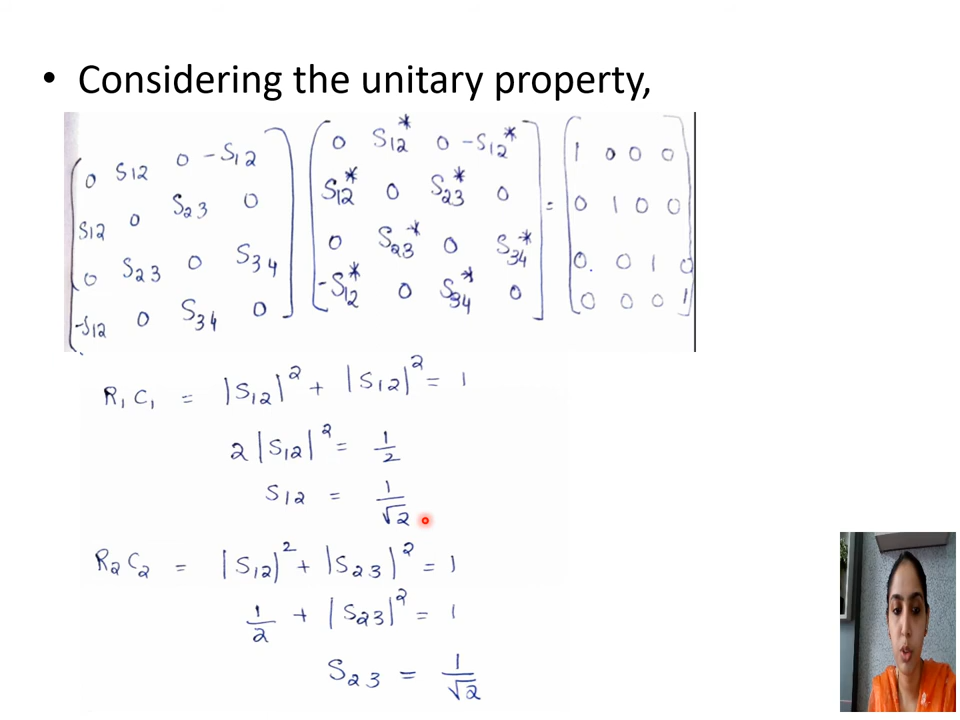 • Considering the unitary property,
0 S12 0 -S12
S12 0 S23 0
0 S23 0 S34
-S12 0 S34 0
0 S12* 0 -S12*
S12* 0 S23* 0
0 S23* 0 S34*
-S12* 0 S34* 0
=
1 0 0 0
0 1 0 0
0. 0 1 0
0 0 0 1
R1 C1 = |S12|² + |S12|² = 1
2 |S12|² = 1/2
S12 = 1/√2
R2 C2 = |S12|² + |S23|² = 1
1/2 + |S23|² = 1
S23 = 1/√2